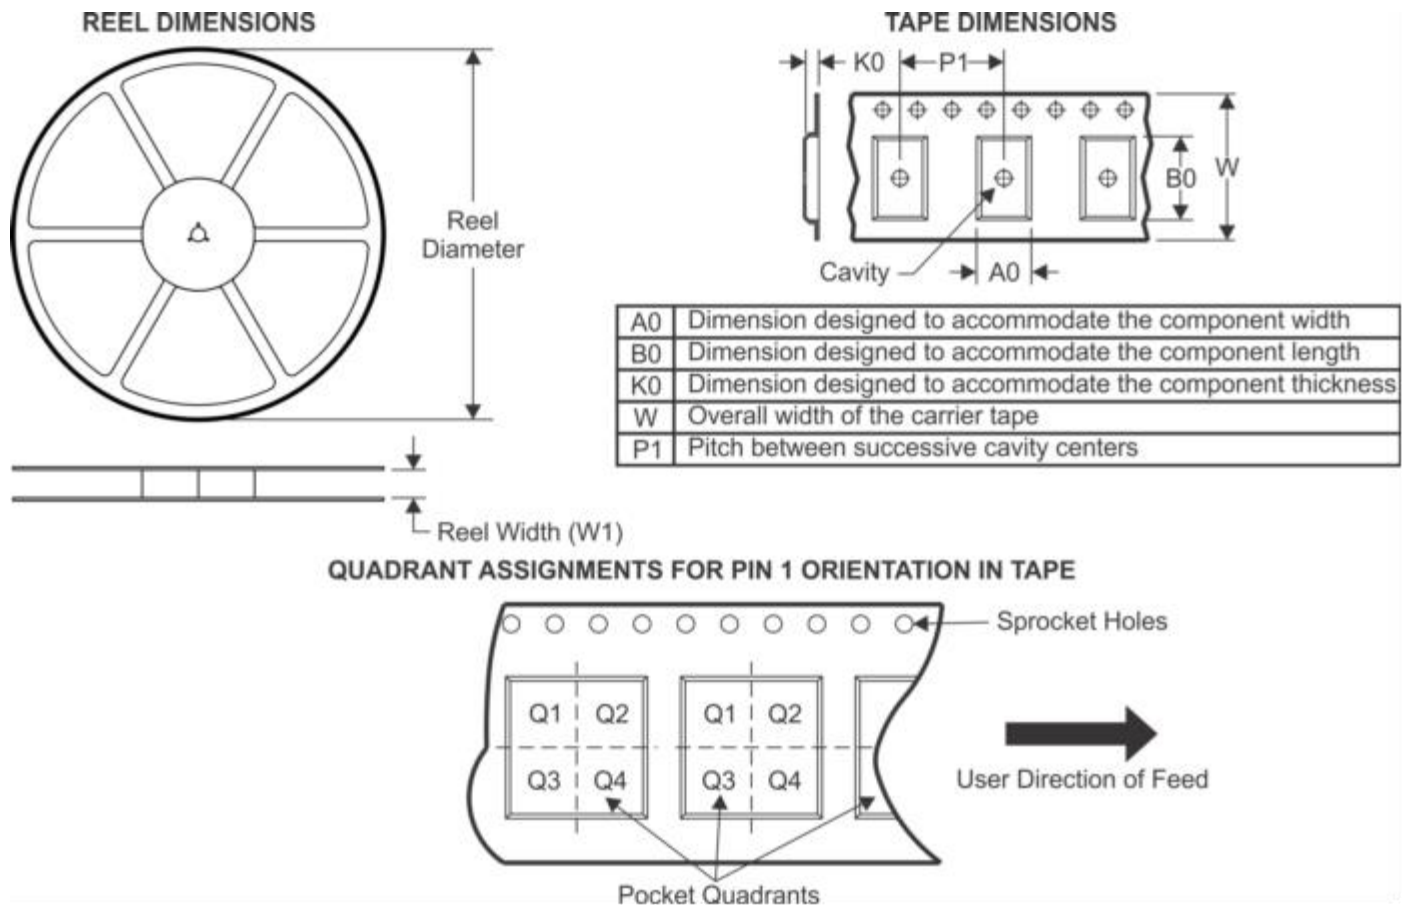 REEL DIMENSIONS
Reel
Diameter
Reel Width (W1)
TAPE DIMENSIONS
K0
P1
B0
W
Cavity
A0
A0 Dimension designed to accommodate the component width
B0 Dimension designed to accommodate the component length
K0 Dimension designed to accommodate the component thickness
W Overall width of the carrier tape
P1 Pitch between successive cavity centers
QUADRANT ASSIGNMENTS FOR PIN 1 ORIENTATION IN TAPE
Sprocket Holes
Q1 Q2 Q1 Q2
Q3 Q4 Q3 Q4
User Direction of Feed
Pocket Quadrants